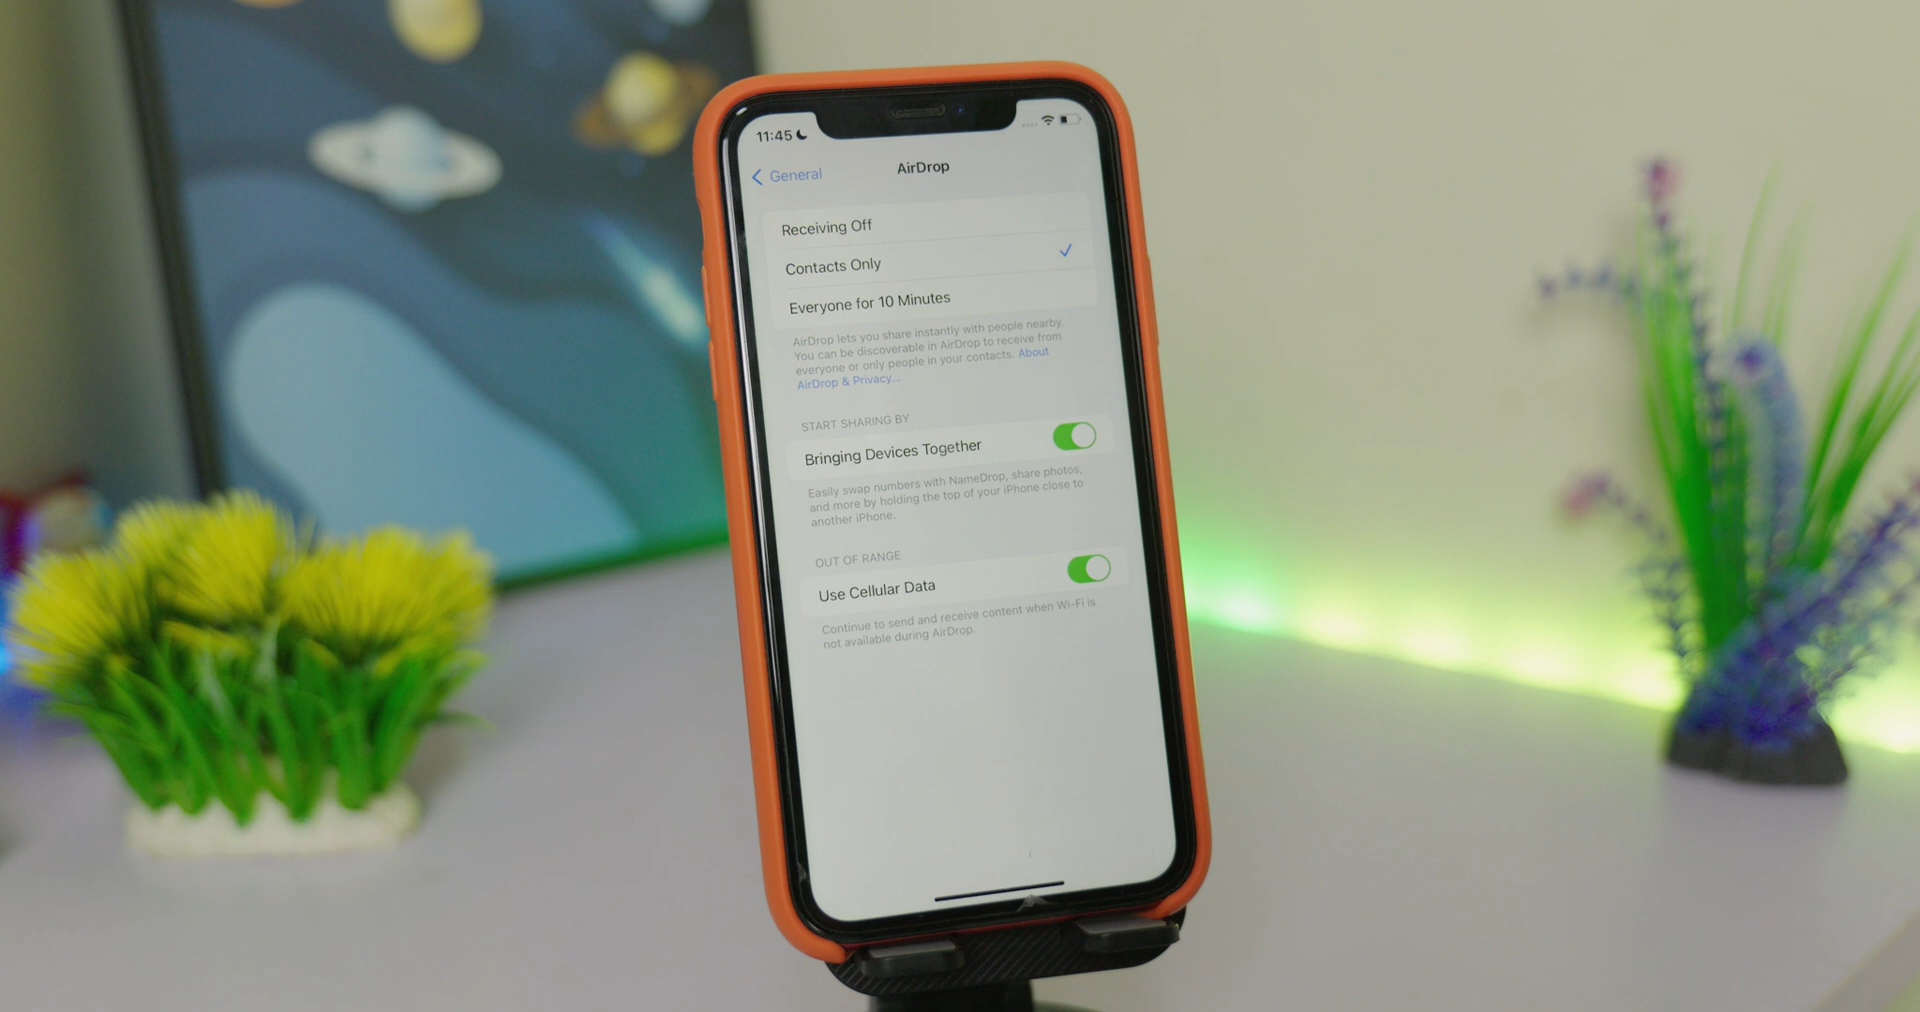 11:45
General
AirDrop
Receiving Off
Contacts Only
Everyone for 10 Minutes
AirDrop lets you share instantly with people nearby.
You can be discoverable in AirDrop to receive from
everyone or only people in your contacts. About
AirDrop & Privacy...
START SHARING BY
Bringing Devices Together
Easily swap numbers with NameDrop, share photos,
and more by holding the top of your iPhone close to
another iPhone.
OUT OF RANGE
Use Cellular Data
Continue to send and receive content when Wi-Fi is
not available during AirDrop.